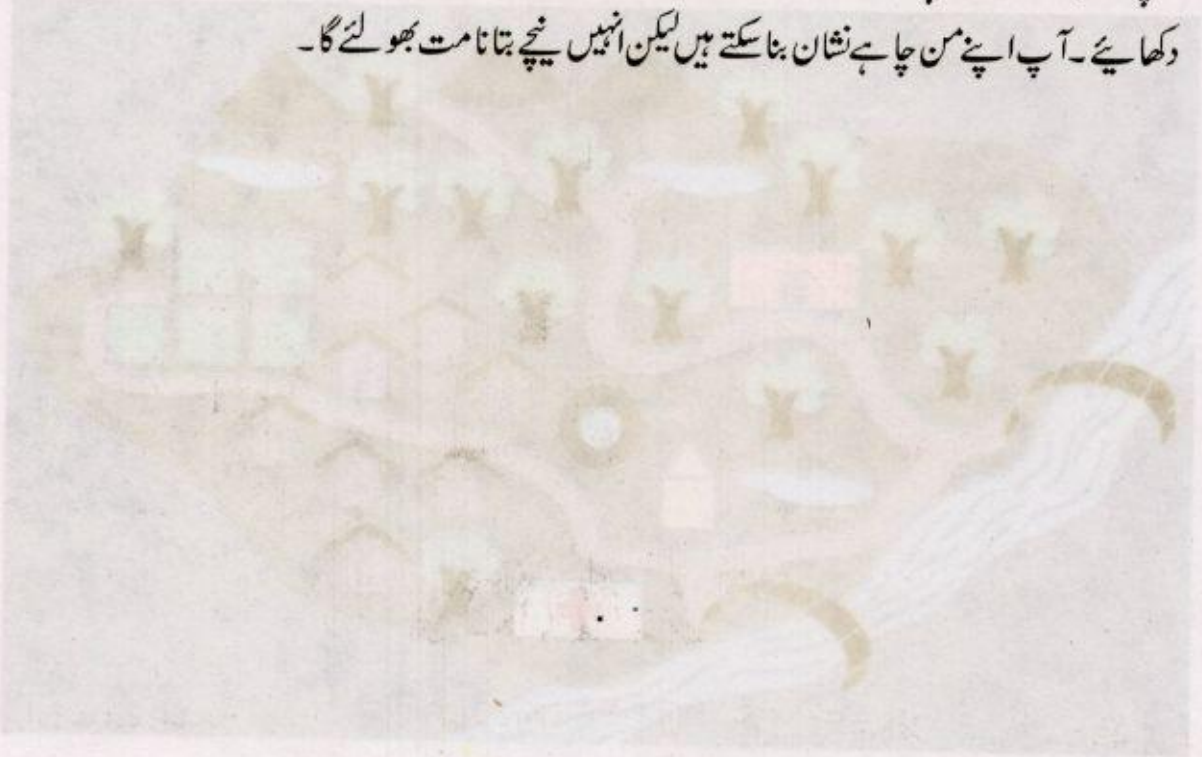 دکھائیے۔ آپ اپنے من چاہے نشان بنا سکتے ہیں لیکن انہیں نیچے بتانا مت بھولئے گا۔